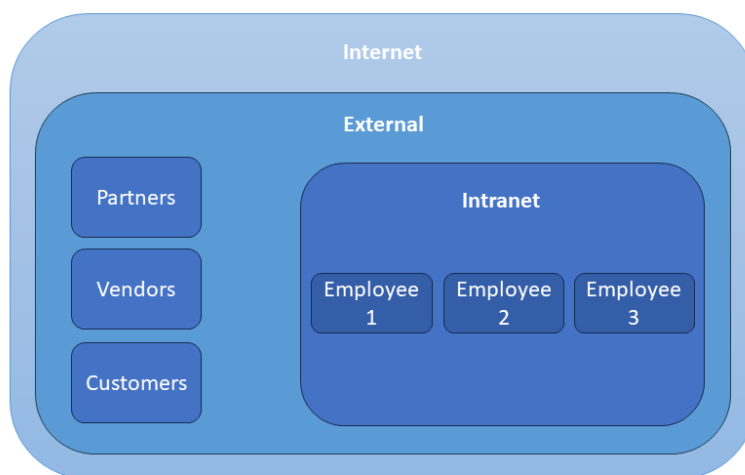 Internet
External
Partners
Vendors
Customers
Intranet
Employee
1
Employee
2
Employee
3